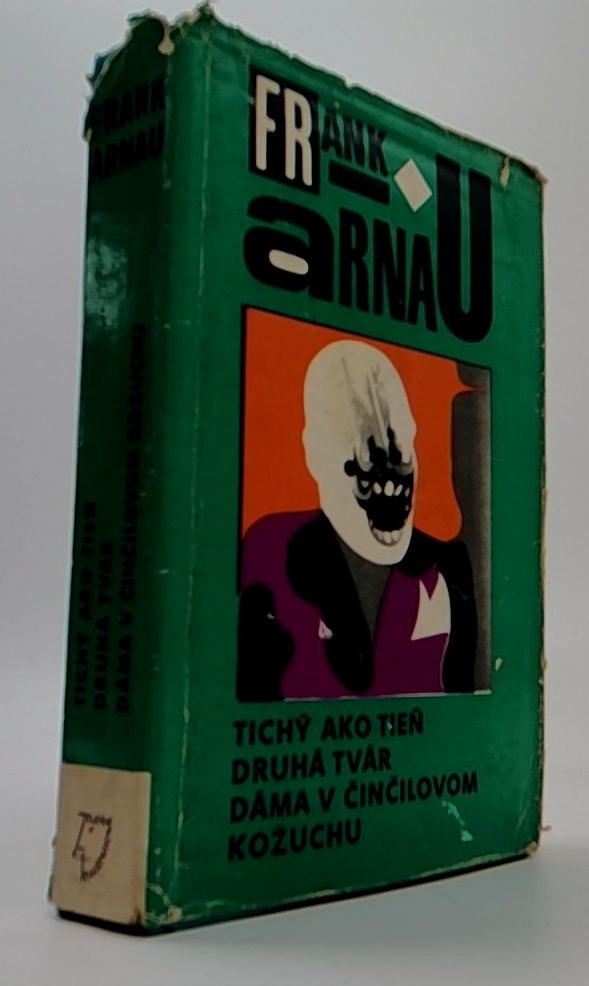 FRANK
ARNAU
TICHÝ AKO TIEŇ
DRUHÁ TVÁR
DÁMA V ČINČILOVOM KOŽUCHU
FRANK
aRNAU
TICHÝ AKO TIEŇ
DRUHÁ TVÁR
DÁMA V ČINČILOVOM
KOŽUCHU